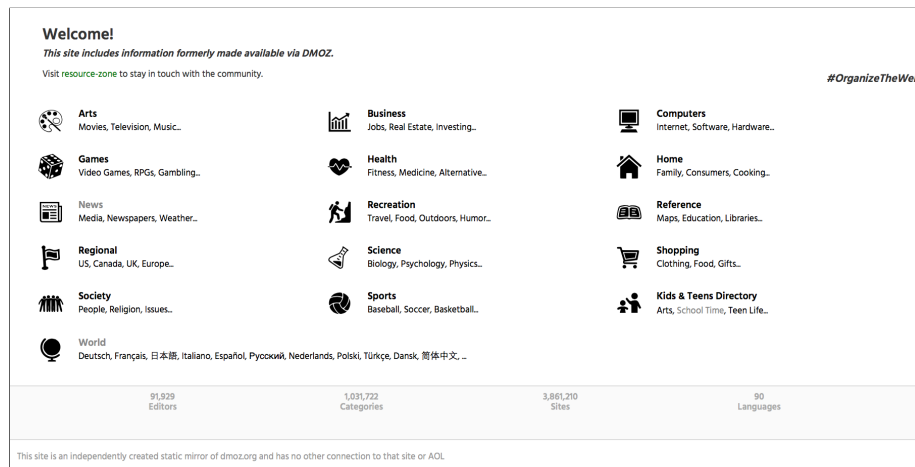 Welcome!
This site includes information formerly made available via DMOZ.
Visit resource-zone to stay in touch with the community.
#OrganizeTheWe
Arts
Movies, Television, Music...
Business
Jobs, Real Estate, Investing...
Computers
Internet, Software, Hardware...
Games
Video Games, RPGs, Gambling...
Health
Fitness, Medicine, Alternative...
Home
Family, Consumers, Cooking...
NEWS
News
Media, Newspapers, Weather...
Recreation
Travel, Food, Outdoors, Humor...
Reference
Maps, Education, Libraries...
Regional
US, Canada, UK, Europe...
Science
Biology, Psychology, Physics...
Shopping
Clothing, Food, Gifts...
Society
People, Religion, Issues...
Sports
Baseball, Soccer, Basketball...
Kids & Teens Directory
Arts, School Time, Teen Life...
World
Deutsch, Français, 日本語, Italiano, Español, Русский, Nederlands, Polski, Türkçe, Dansk, 简体中文, ...
91,929
Editors
1,031,722
Categories
3,861,210
Sites
90
Languages
This site is an independently created static mirror of dmoz.org and has no other connection to that site or AOL